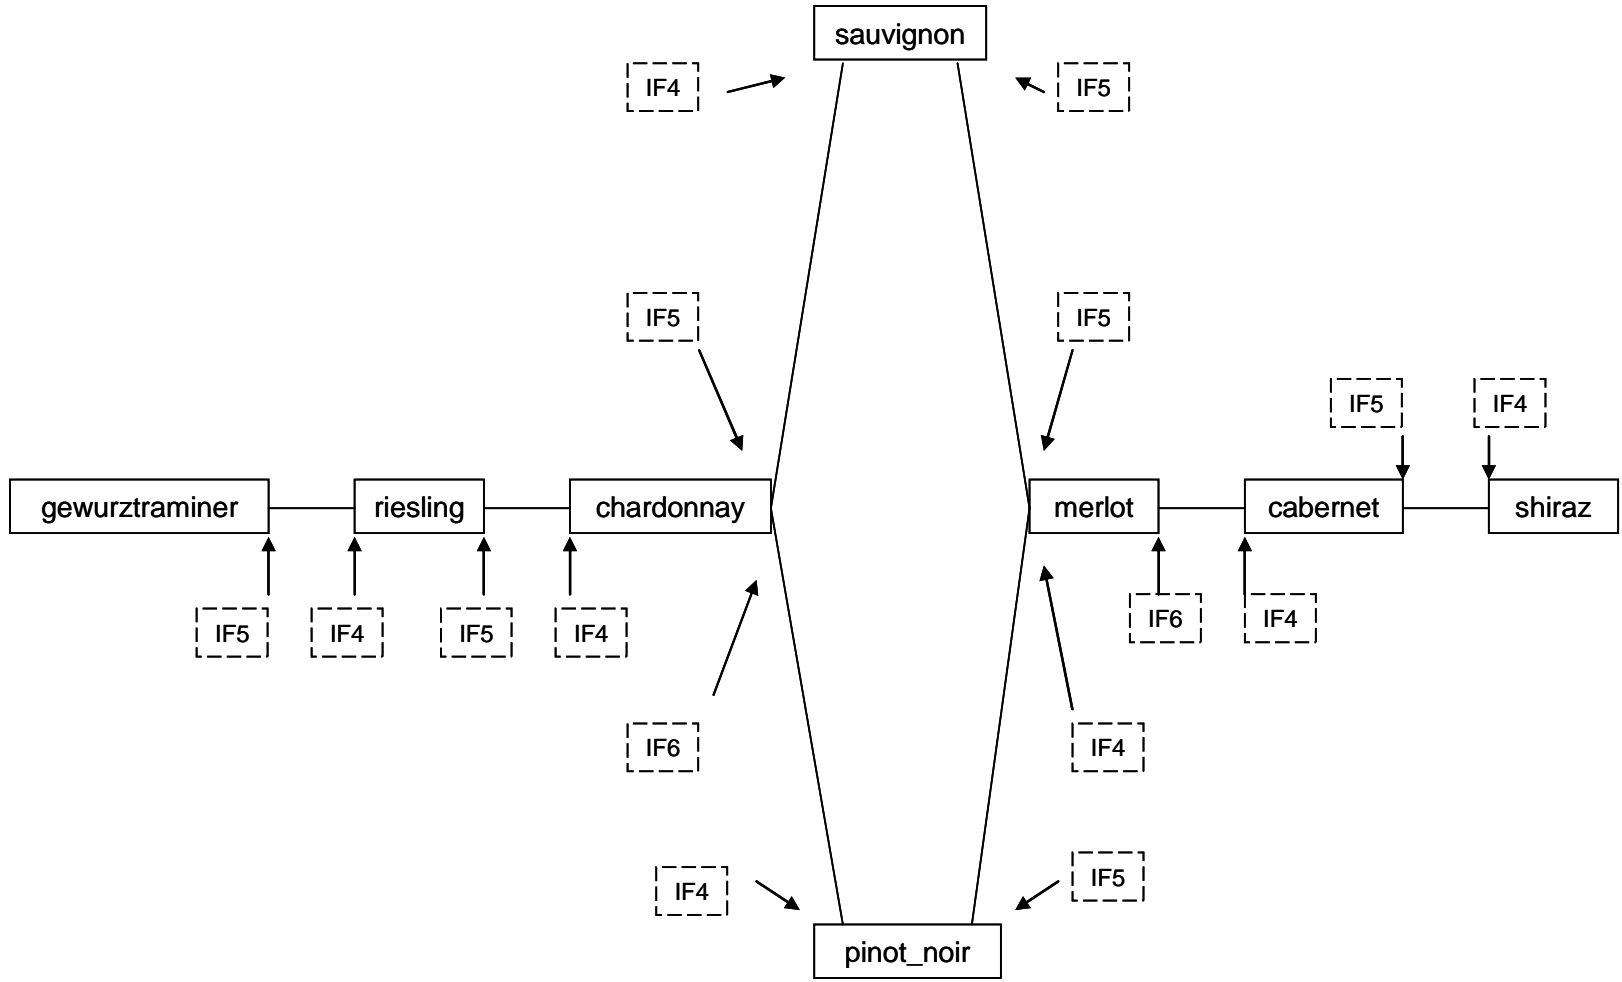 sauvignon
IF4
IF5
IF5
IF5
IF5
IF4
gewurztraminer
riesling
chardonnay
merlot
cabernet
shiraz
IF5
IF4
IF5
IF4
IF6
IF4
IF6
IF4
IF4
IF5
pinot_noir